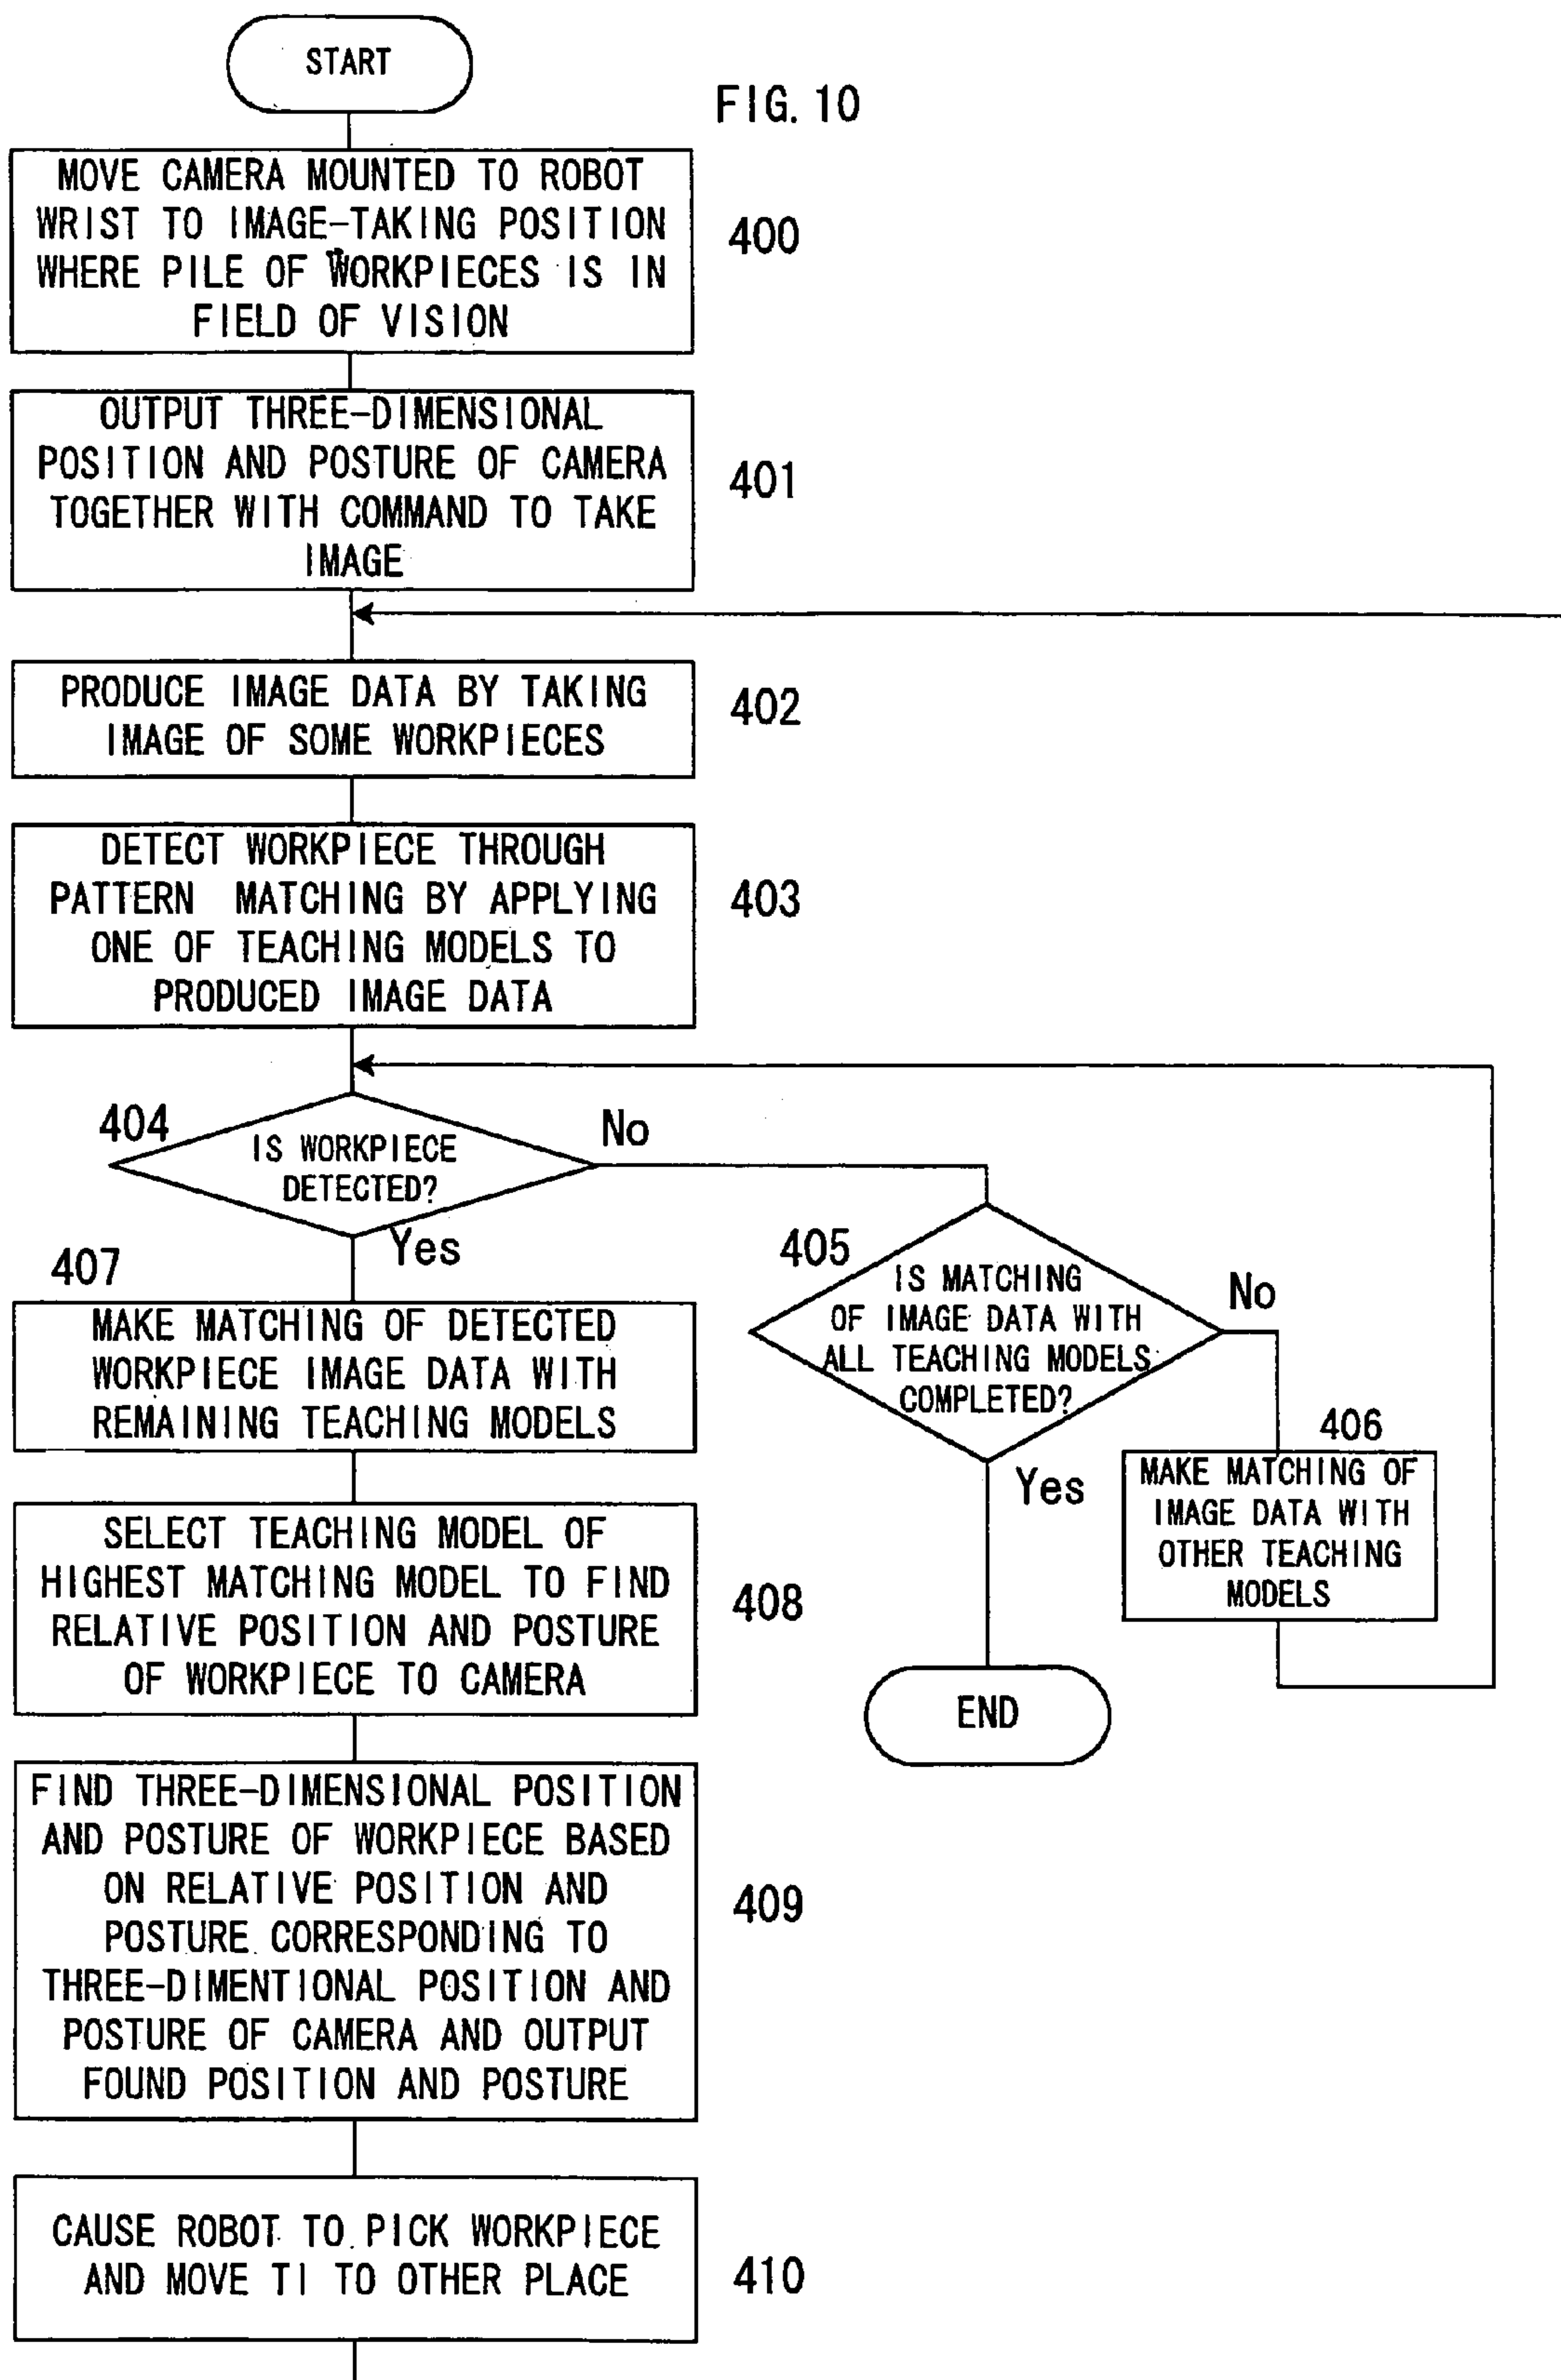 START
FIG. 10
MOVE CAMERA MOUNTED TO ROBOT
WRIST TO IMAGE-TAKING POSITION
WHERE PILE OF WORKPIECES IS IN
FIELD OF VISION
400
OUTPUT THREE-DIMENSIONAL
POSITION AND POSTURE OF CAMERA
TOGETHER WITH COMMAND TO TAKE
IMAGE
401
PRODUCE IMAGE DATA BY TAKING
IMAGE OF SOME WORKPIECES
402
DETECT WORKPIECE THROUGH
PATTERN MATCHING BY APPLYING
ONE OF TEACHING MODELS TO
PRODUCED IMAGE DATA
403
404
IS WORKPIECE
DETECTED?
No
Yes
405
IS MATCHING
OF IMAGE DATA WITH
ALL TEACHING MODELS
COMPLETED?
No
Yes
406
MAKE MATCHING OF
IMAGE DATA WITH
OTHER TEACHING
MODELS
END
407
MAKE MATCHING OF DETECTED
WORKPIECE IMAGE DATA WITH
REMAINING TEACHING MODELS
SELECT TEACHING MODEL OF
HIGHEST MATCHING MODEL TO FIND
RELATIVE POSITION AND POSTURE
OF WORKPIECE TO CAMERA
408
FIND THREE-DIMENSIONAL POSITION
AND POSTURE OF WORKPIECE BASED
ON RELATIVE POSITION AND
POSTURE CORRESPONDING TO
THREE-DIMENTIONAL POSITION AND
POSTURE OF CAMERA AND OUTPUT
FOUND POSITION AND POSTURE
409
CAUSE ROBOT TO PICK WORKPIECE
AND MOVE TI TO OTHER PLACE
410